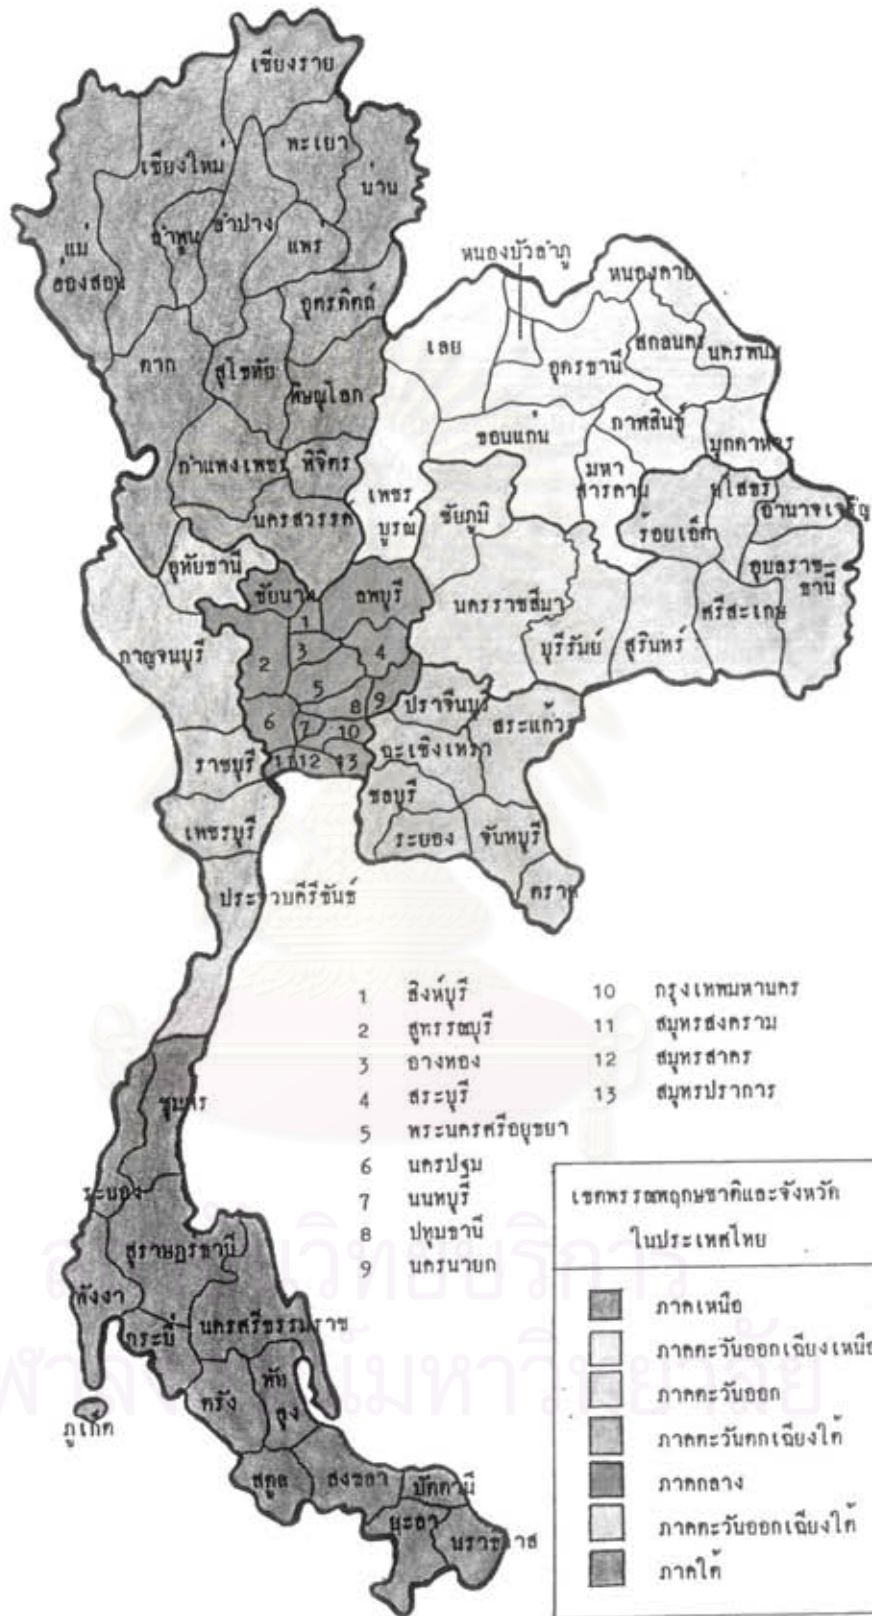 เชียงราย
พะเยา
เชียงใหม่
น่าน
ลำปาง
ลำพูน
แพร่
แม่
ฮ่องสอน
อุตรดิตถ์
ตาก
สุโขทัย
พิษณุโลก
กำแพงเพชร
พิจิตร
นครสวรรค์
อุทัยธานี
หนองบัวลำภู
หนองคาย
เลย
อุดรธานี
สกลนคร
นครพนม
ขอนแก่น
กาฬสินธุ์
มุกดาหาร
มหา
สารคาม
เพชร
บูรณ์
ชัยภูมิ
ร้อยเอ็ด
ยโสธร
อำนาจเจริญ
อุบลราช
ธานี
นครราชสีมา
บุรีรัมย์
สุรินทร์
ศรีสะเกษ
ชัยนาท
ลพบุรี
กาญจนบุรี
1
2
3
4
5
6
7
8
9
10
11
12
13
ปราจีนบุรี
สระแก้ว
ฉะเชิงเทรา
ราชบุรี
ชลบุรี
ระยอง
จันทบุรี
ตราด
เพชรบุรี
ประจวบคีรีขันธ์
ชุมพร
ระนอง
สุราษฎร์ธานี
พังงา
กระบี่
นครศรีธรรมราช
ภูเก็ต
ตรัง
พัท
ลุง
สตูล
สงขลา
ปัตตานี
ยะลา
นราธิวาส
1 สิงห์บุรี
2 สุพรรณบุรี
3 อ่างทอง
4 สระบุรี
5 พระนครศรีอยุธยา
6 นครปฐม
7 นนทบุรี
8 ปทุมธานี
9 นครนายก
10 กรุงเทพมหานคร
11 สมุทรสงคราม
12 สมุทรสาคร
13 สมุทรปราการ
เขตพรรณพฤกษชาติและจังหวัด
ในประเทศไทย
ภาคเหนือ
ภาคตะวันออกเฉียงเหนือ
ภาคตะวันออก
ภาคตะวันตกเฉียงใต้
ภาคกลาง
ภาคตะวันออกเฉียงใต้
ภาคใต้